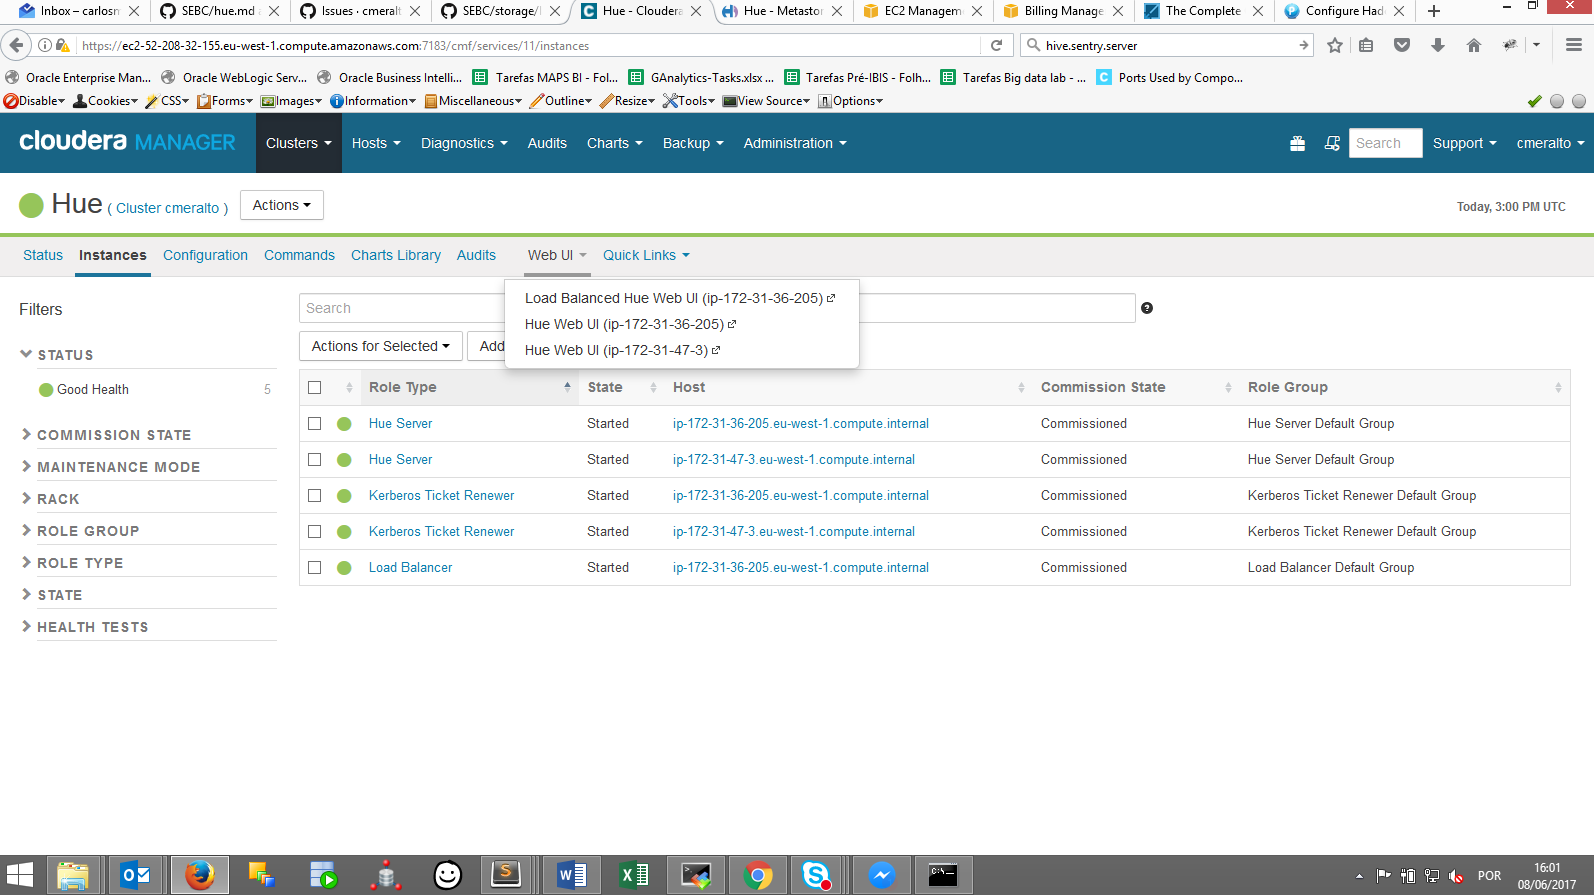 Inbox – carlosm
SEBC/hue.md a
Issues · cmeralt
SEBC/storage/l
Hue - Cloudera
Hue - Metastor
EC2 Managem
Billing Manage
The Complete
Configure Had
https://ec2-52-208-32-155.eu-west-1.compute.amazonaws.com:7183/cmf/services/11/instances
hive.sentry.server
Oracle Enterprise Man...
Oracle WebLogic Serv...
Oracle Business Intelli...
Tarefas MAPS BI - Fol...
GAnalytics-Tasks.xlsx ...
Tarefas Pré-IBIS - Folh...
Tarefas Big data lab - ...
Ports Used by Compo...
Disable
Cookies
CSS
Forms
Images
Information
Miscellaneous
Outline
Resize
Tools
View Source
Options
cloudera MANAGER
Clusters
Hosts
Diagnostics
Audits
Charts
Backup
Administration
Search
Support
cmeralto
Hue ( Cluster cmeralto )
Actions
Today, 3:00 PM UTC
Status
Instances
Configuration
Commands
Charts Library
Audits
Web UI
Quick Links
Load Balanced Hue Web UI (ip-172-31-36-205)
Hue Web UI (ip-172-31-36-205)
Hue Web UI (ip-172-31-47-3)
Filters
Search
STATUS
Good Health 5
COMMISSION STATE
MAINTENANCE MODE
RACK
ROLE GROUP
ROLE TYPE
STATE
HEALTH TESTS
Actions for Selected
Add
Role Type State Host Commission State Role Group
Hue Server Started ip-172-31-36-205.eu-west-1.compute.internal Commissioned Hue Server Default Group
Hue Server Started ip-172-31-47-3.eu-west-1.compute.internal Commissioned Hue Server Default Group
Kerberos Ticket Renewer Started ip-172-31-36-205.eu-west-1.compute.internal Commissioned Kerberos Ticket Renewer Default Group
Kerberos Ticket Renewer Started ip-172-31-47-3.eu-west-1.compute.internal Commissioned Kerberos Ticket Renewer Default Group
Load Balancer Started ip-172-31-36-205.eu-west-1.compute.internal Commissioned Load Balancer Default Group
POR
16:01
08/06/2017